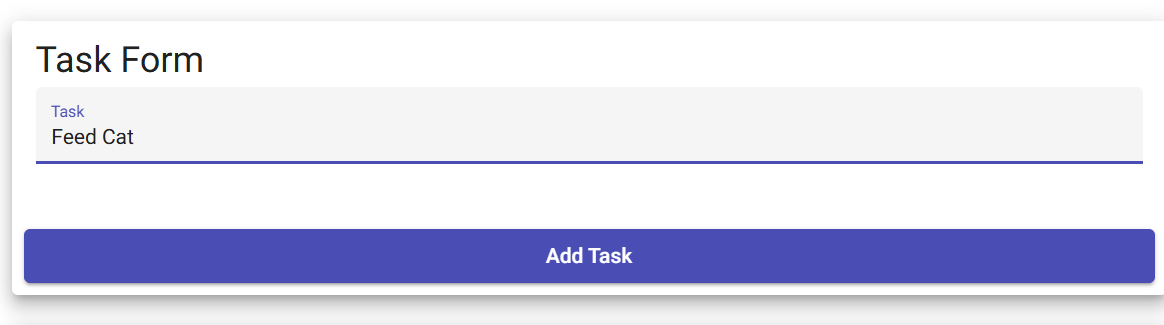 Task Form
Task
Feed Cat
Add Task